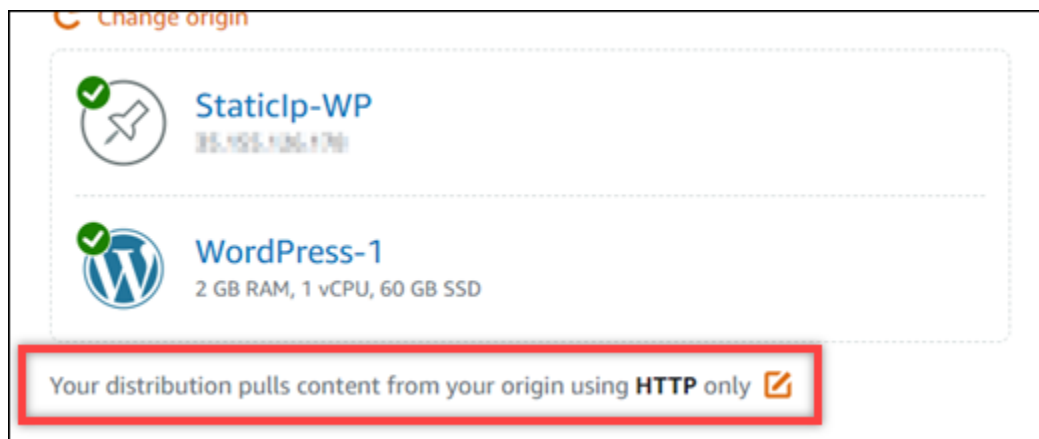 Change origin
StaticIp-WP
WordPress-1
2 GB RAM, 1 vCPU, 60 GB SSD
Your distribution pulls content from your origin using HTTP only